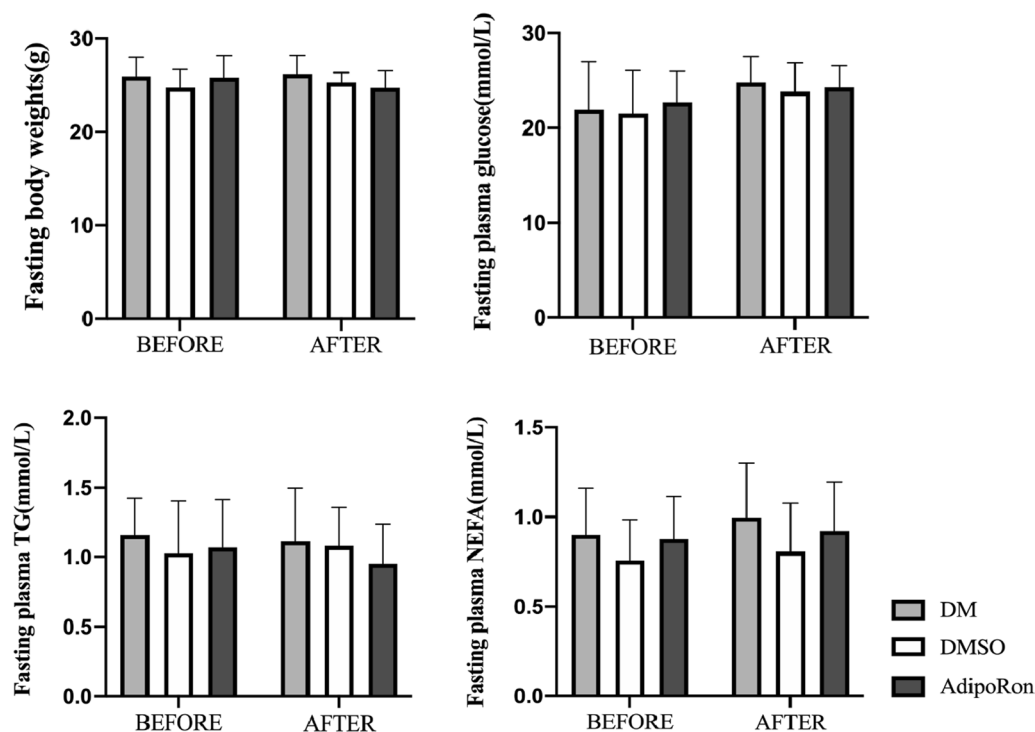 Fasting body weights(g)
30
20
10
0
BEFORE
AFTER
Fasting plasma glucose(mmol/L)
30
20
10
0
BEFORE
AFTER
Fasting plasma TG(mmol/L)
2.0
1.5
1.0
0.5
0.0
BEFORE
AFTER
Fasting plasma NEFA(mmol/L)
1.5
1.0
0.5
0.0
BEFORE
AFTER
DM
DMSO
AdipoRon